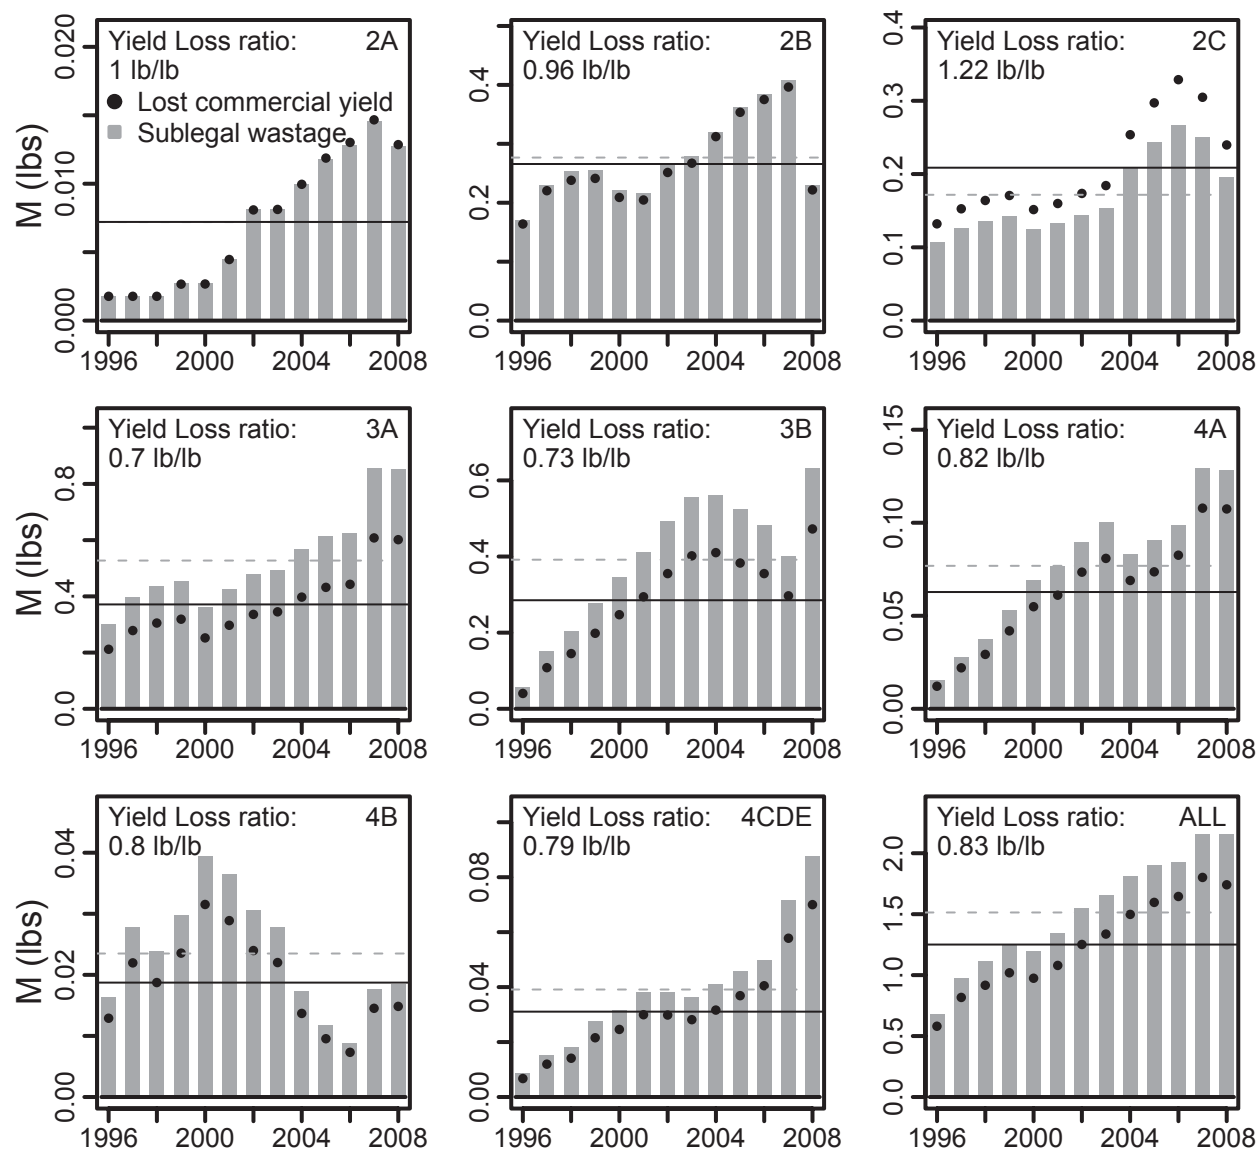 Yield Loss ratio: 2A
1 lb/lb
Lost commercial yield
Sublegal wastage
M (lbs)
0.020
0.010
0.000
1996 2000 2004 2008
Yield Loss ratio: 2B
0.96 lb/lb
0.4
0.2
0.0
1996 2000 2004 2008
Yield Loss ratio: 2C
1.22 lb/lb
0.4
0.3
0.2
0.1
0.0
1996 2000 2004 2008
Yield Loss ratio: 3A
0.7 lb/lb
M (lbs)
0.8
0.4
0.0
1996 2000 2004 2008
Yield Loss ratio: 3B
0.73 lb/lb
0.6
0.4
0.2
0.0
1996 2000 2004 2008
Yield Loss ratio: 4A
0.82 lb/lb
0.15
0.10
0.05
0.00
1996 2000 2004 2008
Yield Loss ratio: 4B
0.8 lb/lb
M (lbs)
0.04
0.02
0.00
1996 2000 2004 2008
Yield Loss ratio: 4CDE
0.79 lb/lb
0.08
0.04
0.00
1996 2000 2004 2008
Yield Loss ratio: ALL
0.83 lb/lb
2.0
1.5
1.0
0.5
0.0
1996 2000 2004 2008